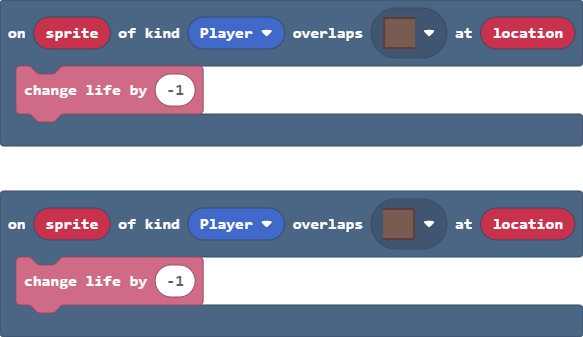 on sprite of kind Player overlaps at location
change life by -1
on sprite of kind Player overlaps at location
change life by -1